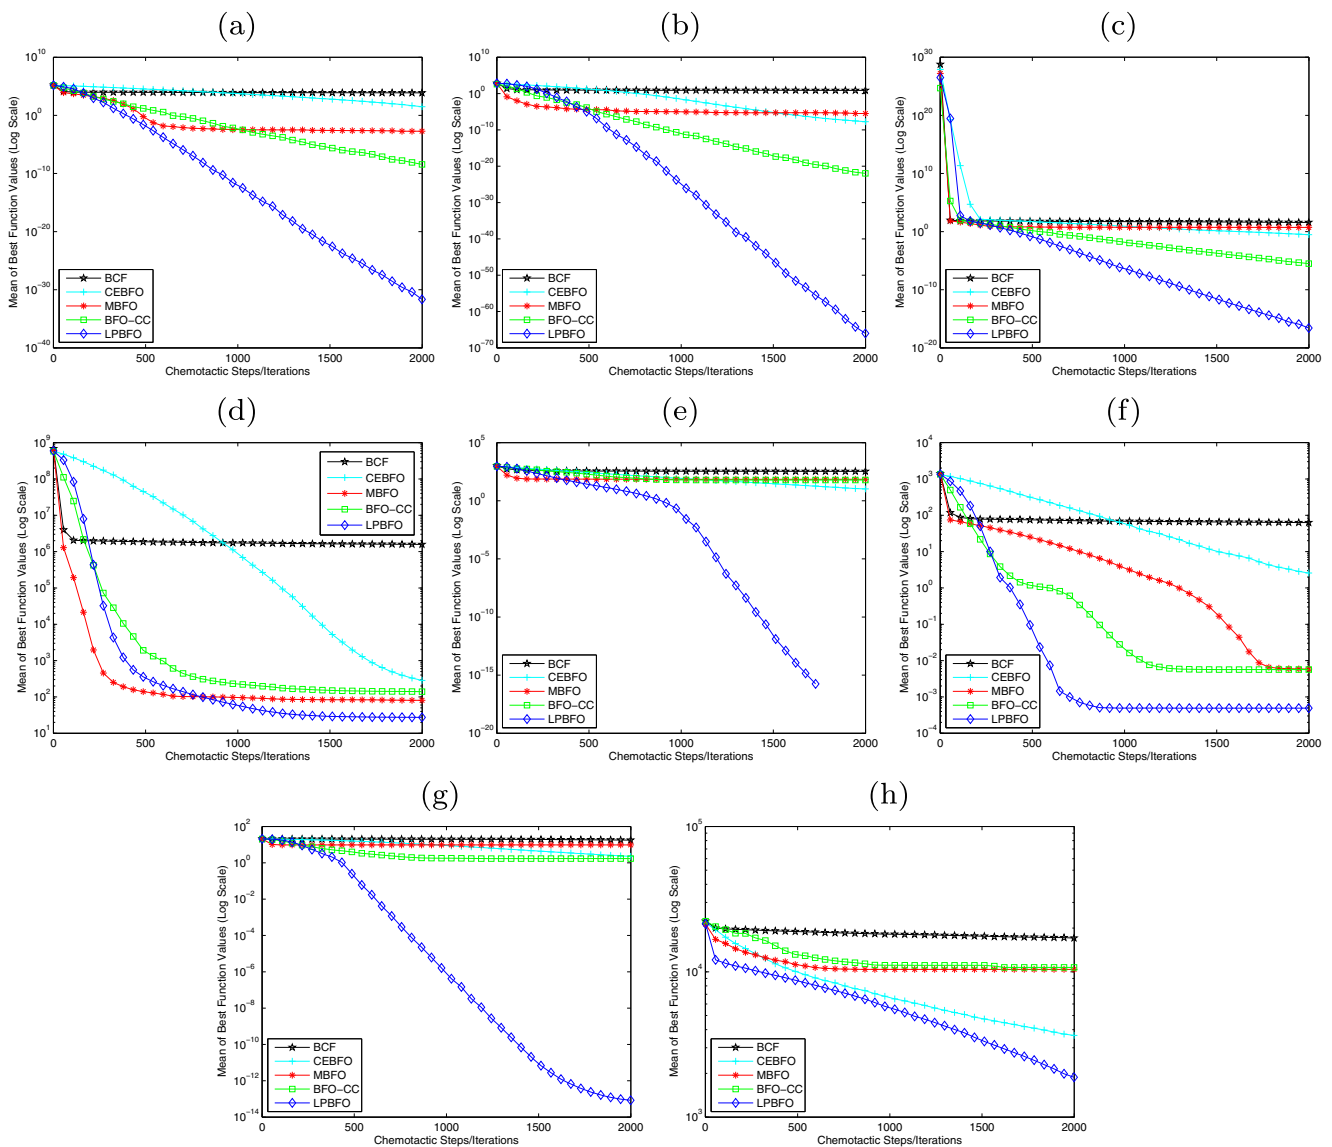 (a)
Mean of Best Function Values (Log Scale)
10^10
10^0
10^−10
10^−20
10^−30
10^−40
0 500 1000 1500 2000
Chemotactic Steps/Iterations
BCF
CEBFO
MBFO
BFO−CC
LPBFO
(b)
Mean of Best Function Values (Log Scale)
10^10
10^0
10^−10
10^−20
10^−30
10^−40
10^−50
10^−60
10^−70
0 500 1000 1500 2000
Chemotactic Steps/Iterations
BCF
CEBFO
MBFO
BFO−CC
LPBFO
(c)
Mean of Best Function Values (Log Scale)
10^30
10^20
10^10
10^0
10^−10
10^−20
0 500 1000 1500 2000
Chemotactic Steps/Iterations
BCF
CEBFO
MBFO
BFO−CC
LPBFO
(d)
Mean of Best Function Values (Log Scale)
10^9
10^8
10^7
10^6
10^5
10^4
10^3
10^2
10^1
0 500 1000 1500 2000
Chemotactic Steps/Iterations
BCF
CEBFO
MBFO
BFO−CC
LPBFO
(e)
Mean of Best Function Values (Log Scale)
10^5
10^0
10^−5
10^−10
10^−15
10^−20
0 500 1000 1500 2000
Chemotactic Steps/Iterations
BCF
CEBFO
MBFO
BFO−CC
LPBFO
(f)
Mean of Best Function Values (Log Scale)
10^4
10^3
10^2
10^1
10^0
10^−1
10^−2
10^−3
10^−4
0 500 1000 1500 2000
Chemotactic Steps/Iterations
BCF
CEBFO
MBFO
BFO−CC
LPBFO
(g)
Mean of Best Function Values (Log Scale)
10^2
10^0
10^−2
10^−4
10^−6
10^−8
10^−10
10^−12
10^−14
0 500 1000 1500 2000
Chemotactic Steps/Iterations
BCF
CEBFO
MBFO
BFO−CC
LPBFO
(h)
Mean of Best Function Values (Log Scale)
10^5
10^4
10^3
0 500 1000 1500 2000
Chemotactic Steps/Iterations
BCF
CEBFO
MBFO
BFO−CC
LPBFO